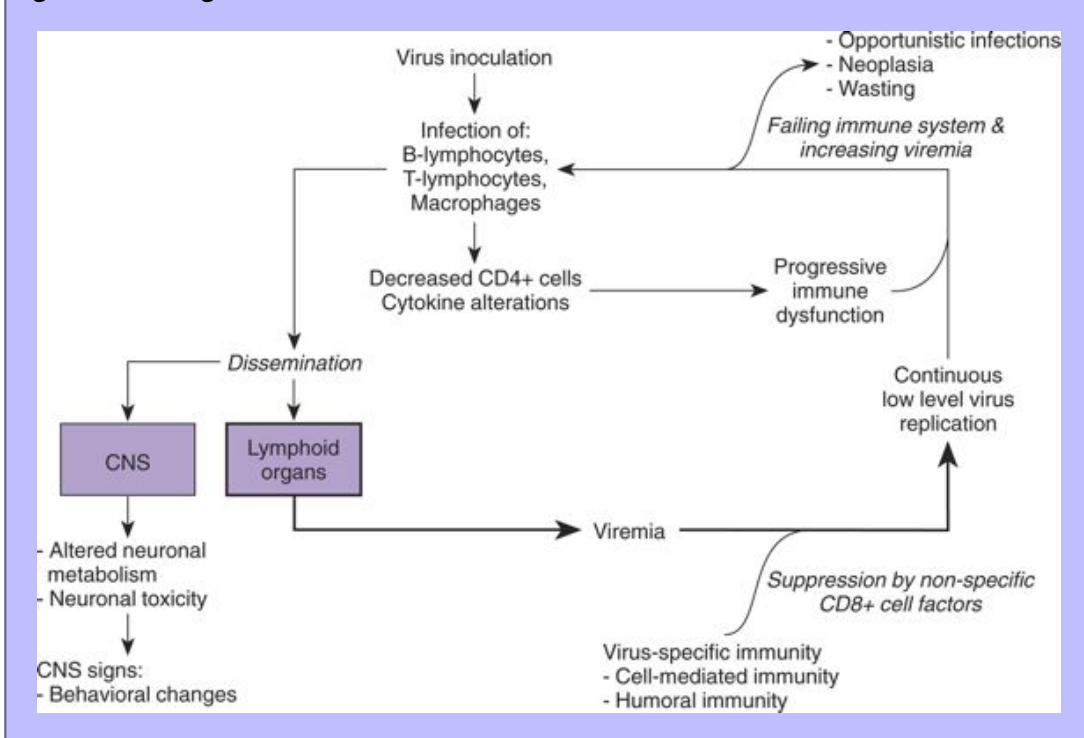 Virus inoculation
- Opportunistic infections
- Neoplasia
- Wasting
Failing immune system &
increasing viremia
Infection of:
B-lymphocytes,
T-lymphocytes,
Macrophages
Decreased CD4+ cells
Cytokine alterations
Progressive
immune
dysfunction
Dissemination
Continuous
low level virus
replication
CNS
Lymphoid
organs
Viremia
- Altered neuronal
metabolism
- Neuronal toxicity
Suppression by non-specific
CD8+ cell factors
CNS signs:
- Behavioral changes
Virus-specific immunity
- Cell-mediated immunity
- Humoral immunity